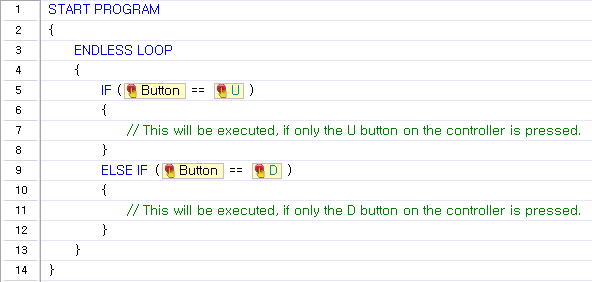 1 START PROGRAM
2 {
3 ENDLESS LOOP
4 {
5 IF ( Button == U )
6 {
7 // This will be executed, if only the U button on the controller is pressed.
8 }
9 ELSE IF ( Button == D )
10 {
11 // This will be executed, if only the D button on the controller is pressed.
12 }
13 }
14 }